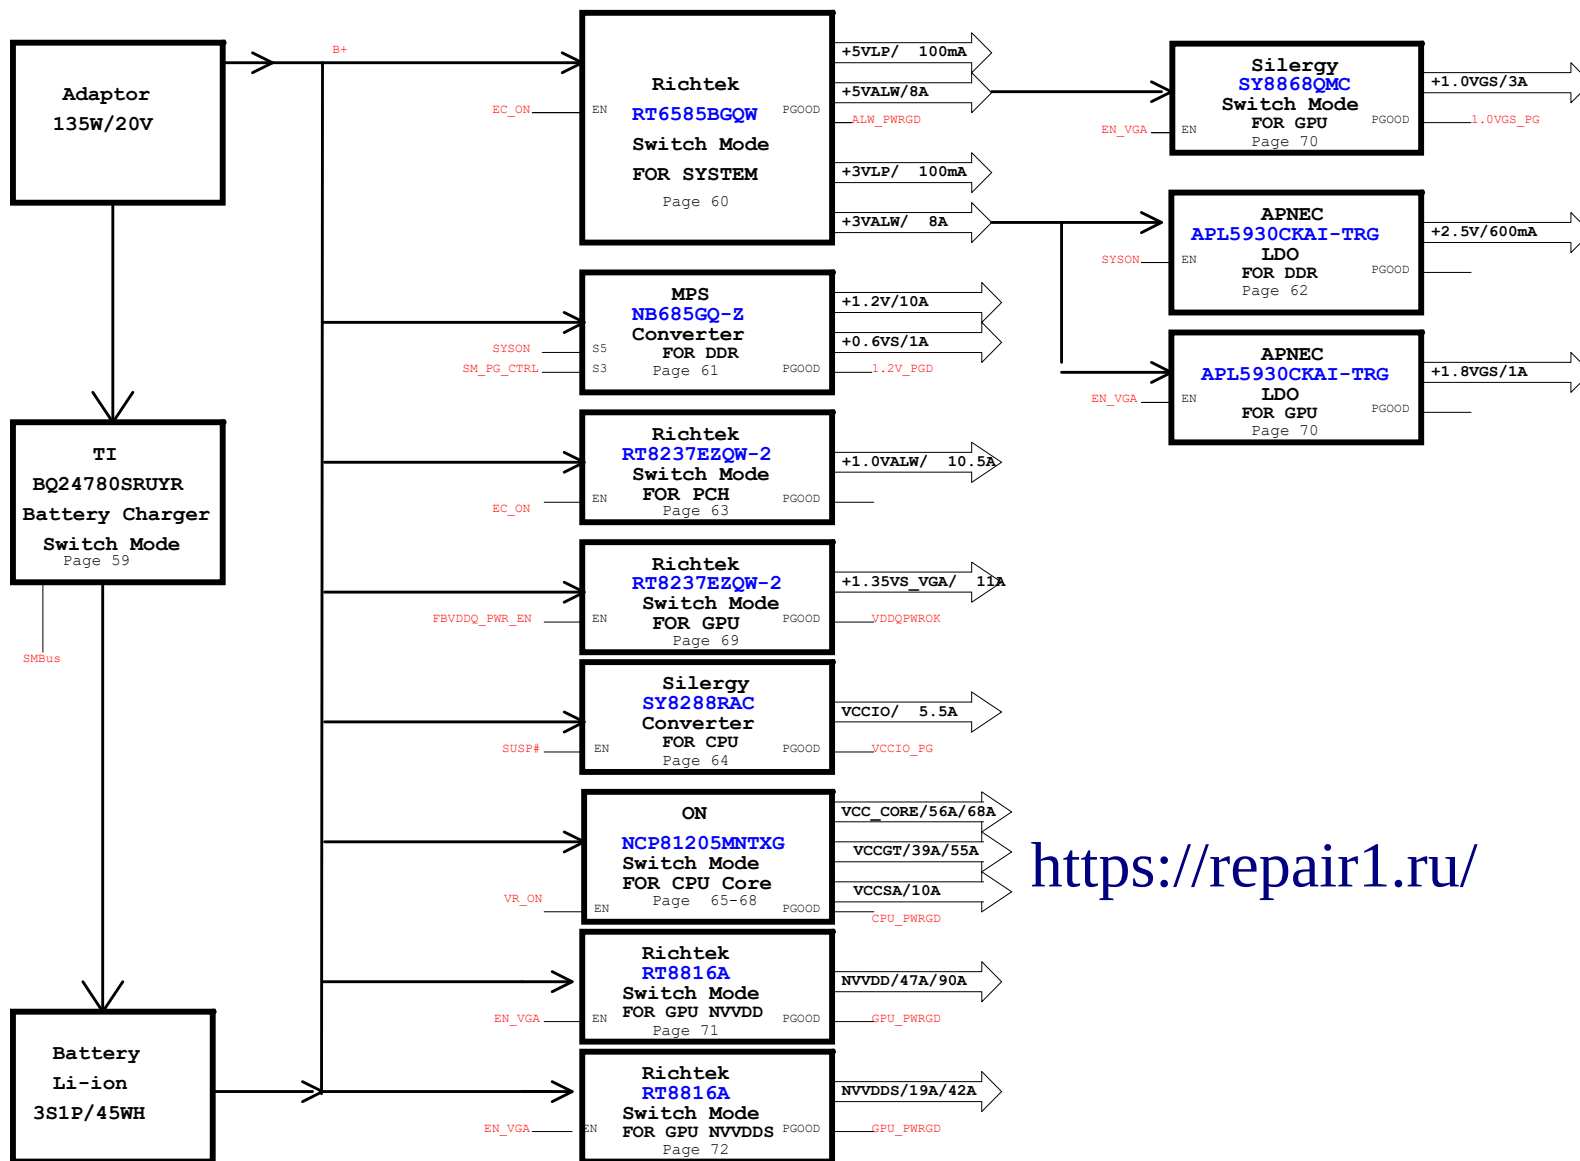 Adaptor
135W/20V
B+
Richtek
RT6585BGQW
Switch Mode
FOR SYSTEM
Page 60
EC_ON
EN
PGOOD
+5VLP/ 100mA
+5VALW/8A
ALW_PWRGD
+3VLP/ 100mA
+3VALW/ 8A
Silergy
SY8868QMC
Switch Mode
FOR GPU
Page 70
EN_VGA
EN
PGOOD
+1.0VGS/3A
1.0VGS_PG
APNEC
APL5930CKAI-TRG
LDO
FOR DDR
Page 62
SYSON
EN
PGOOD
+2.5V/600mA
MPS
NB685GQ-Z
Converter
FOR DDR
Page 61
SYSON
S5
SM_PG_CTRL
S3
PGOOD
+1.2V/10A
+0.6VS/1A
1.2V_PGD
APNEC
APL5930CKAI-TRG
LDO
FOR GPU
Page 70
EN_VGA
EN
PGOOD
+1.8VGS/1A
TI
BQ24780SRUYR
Battery Charger
Switch Mode
Page 59
SMBus
Richtek
RT8237EZQW-2
Switch Mode
FOR PCH
Page 63
EC_ON
EN
PGOOD
+1.0VALW/ 10.5A
Richtek
RT8237EZQW-2
Switch Mode
FOR GPU
Page 69
FBVDDQ_PWR_EN
EN
PGOOD
+1.35VS_VGA/ 11A
VDDQPWROK
Silergy
SY8288RAC
Converter
FOR CPU
Page 64
SUSP#
EN
PGOOD
VCCIO/ 5.5A
VCCIO_PG
ON
NCP81205MNTXG
Switch Mode
FOR CPU Core
Page 65-68
VR_ON
EN
PGOOD
VCC_CORE/56A/68A
VCCGT/39A/55A
VCCSA/10A
CPU_PWRGD
https://repair1.ru/
Richtek
RT8816A
Switch Mode
FOR GPU NVVDD
Page 71
EN_VGA
EN
PGOOD
NVVDD/47A/90A
GPU_PWRGD
Battery
Li-ion
3S1P/45WH
Richtek
RT8816A
Switch Mode
FOR GPU NVVDDS
Page 72
EN_VGA
EN
PGOOD
NVVDDS/19A/42A
GPU_PWRGD